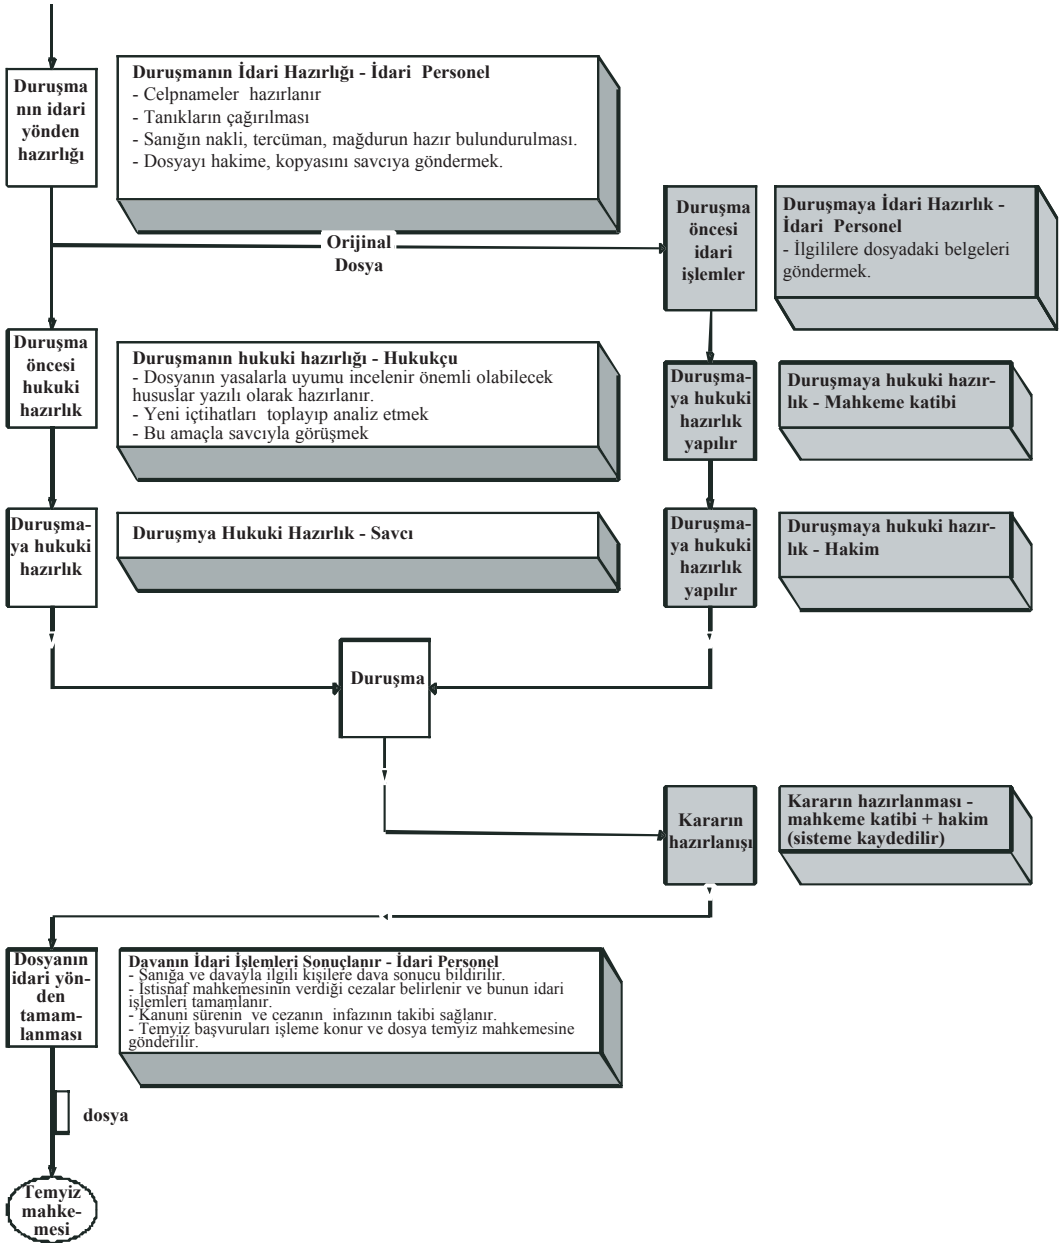 Duruşma
nın idari
yönden
hazırlığı
Duruşmanın İdari Hazırlığı - İdari Personel
- Celpnameler hazırlanır
- Tanıkların çağırılması
- Sanığın nakli, tercüman, mağdurun hazır bulundurulması.
- Dosyayı hakime, kopyasını savcıya göndermek.
Orijinal
Dosya
Duruşma
öncesi
idari
işlemler
Duruşmaya İdari Hazırlık -
İdari Personel
- İlgililere dosyadaki belgeleri
göndermek.
Duruşma
öncesi
hukuki
hazırlık
Duruşmanın hukuki hazırlığı - Hukukçu
- Dosyanın yasalarla uyumu incelenir önemli olabilecek
hususlar yazılı olarak hazırlanır.
- Yeni içtihatları toplayıp analiz etmek
- Bu amaçla savcıyla görüşmek
Duruşma-
ya hukuki
hazırlık
yapılır
Duruşmaya hukuki hazır-
lık - Mahkeme katibi
Duruşma-
ya hukuki
hazırlık
Duruşmya Hukuki Hazırlık - Savcı
Duruşma-
ya hukuki
hazırlık
yapılır
Duruşmaya hukuki hazır-
lık - Hakim
Duruşma
Kararın
hazırlanışı
Kararın hazırlanması -
mahkeme katibi + hakim
(sisteme kaydedilir)
Dosyanın
idari yön-
den
tamam-
lanması
Davanın İdari İşlemleri Sonuçlanır - İdari Personel
- Sanığa ve davayla ilgili kişilere dava sonucu bildirilir.
- İstisnaf mahkemesinin verdiği cezalar belirlenir ve bunun idari
işlemleri tamamlanır.
- Kanuni sürenin ve cezanın infazının takibi sağlanır.
- Temyiz başvuruları işleme konur ve dosya temyiz mahkemesine
gönderilir.
dosya
Temyiz
mahke-
mesi